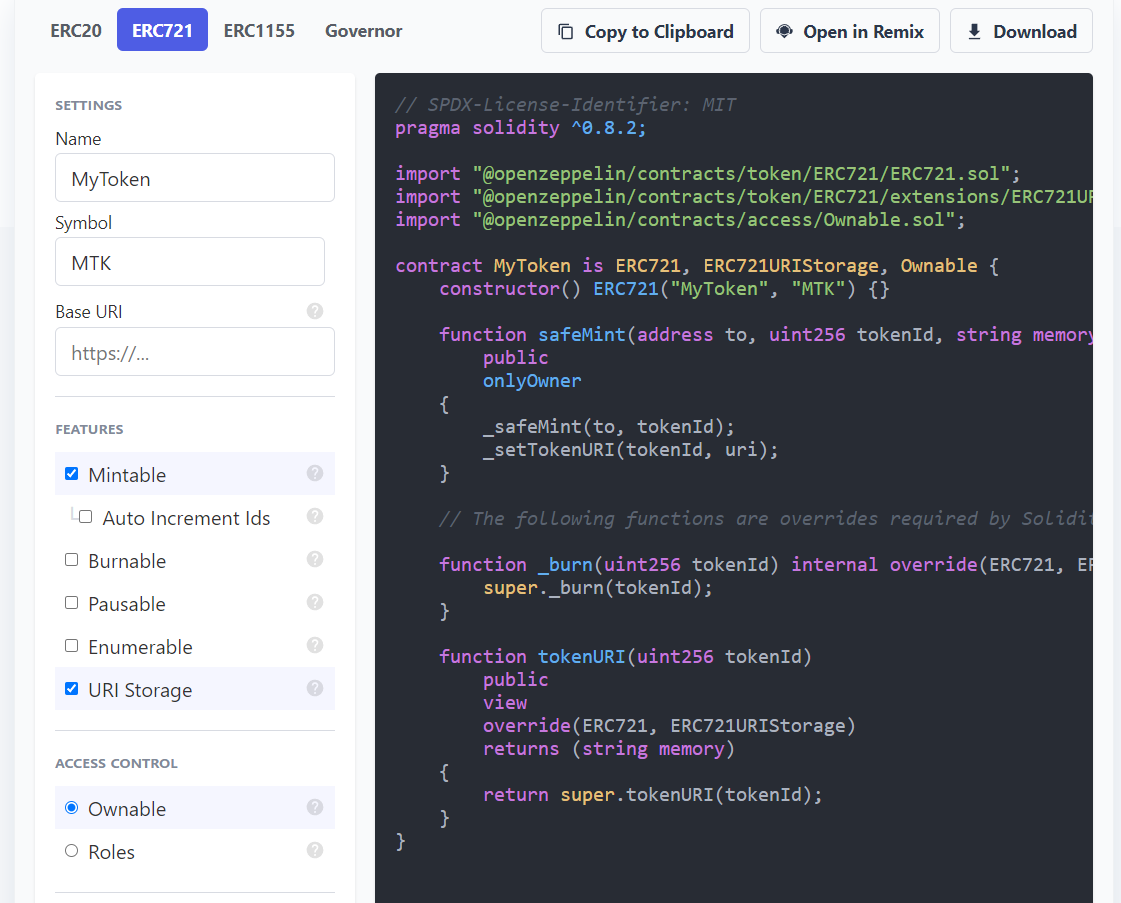 ERC20 ERC721 ERC1155 Governor Copy to Clipboard Open in Remix Download
SETTINGS
Name
MyToken
Symbol
MTK
Base URI ?
https://...
FEATURES
Mintable ?
Auto Increment Ids ?
Burnable ?
Pausable ?
Enumerable ?
URI Storage ?
ACCESS CONTROL
Ownable ?
Roles ?
// SPDX-License-Identifier: MIT
pragma solidity ^0.8.2;
import "@openzeppelin/contracts/token/ERC721/ERC721.sol";
import "@openzeppelin/contracts/token/ERC721/extensions/ERC721UR
import "@openzeppelin/contracts/access/Ownable.sol";
contract MyToken is ERC721, ERC721URIStorage, Ownable {
    constructor() ERC721("MyToken", "MTK") {}
    function safeMint(address to, uint256 tokenId, string memory
        public
        onlyOwner
    {
        _safeMint(to, tokenId);
        _setTokenURI(tokenId, uri);
    }
    // The following functions are overrides required by Solidit
    function _burn(uint256 tokenId) internal override(ERC721, ER
        super._burn(tokenId);
    }
    function tokenURI(uint256 tokenId)
        public
        view
        override(ERC721, ERC721URIStorage)
        returns (string memory)
    {
        return super.tokenURI(tokenId);
    }
}